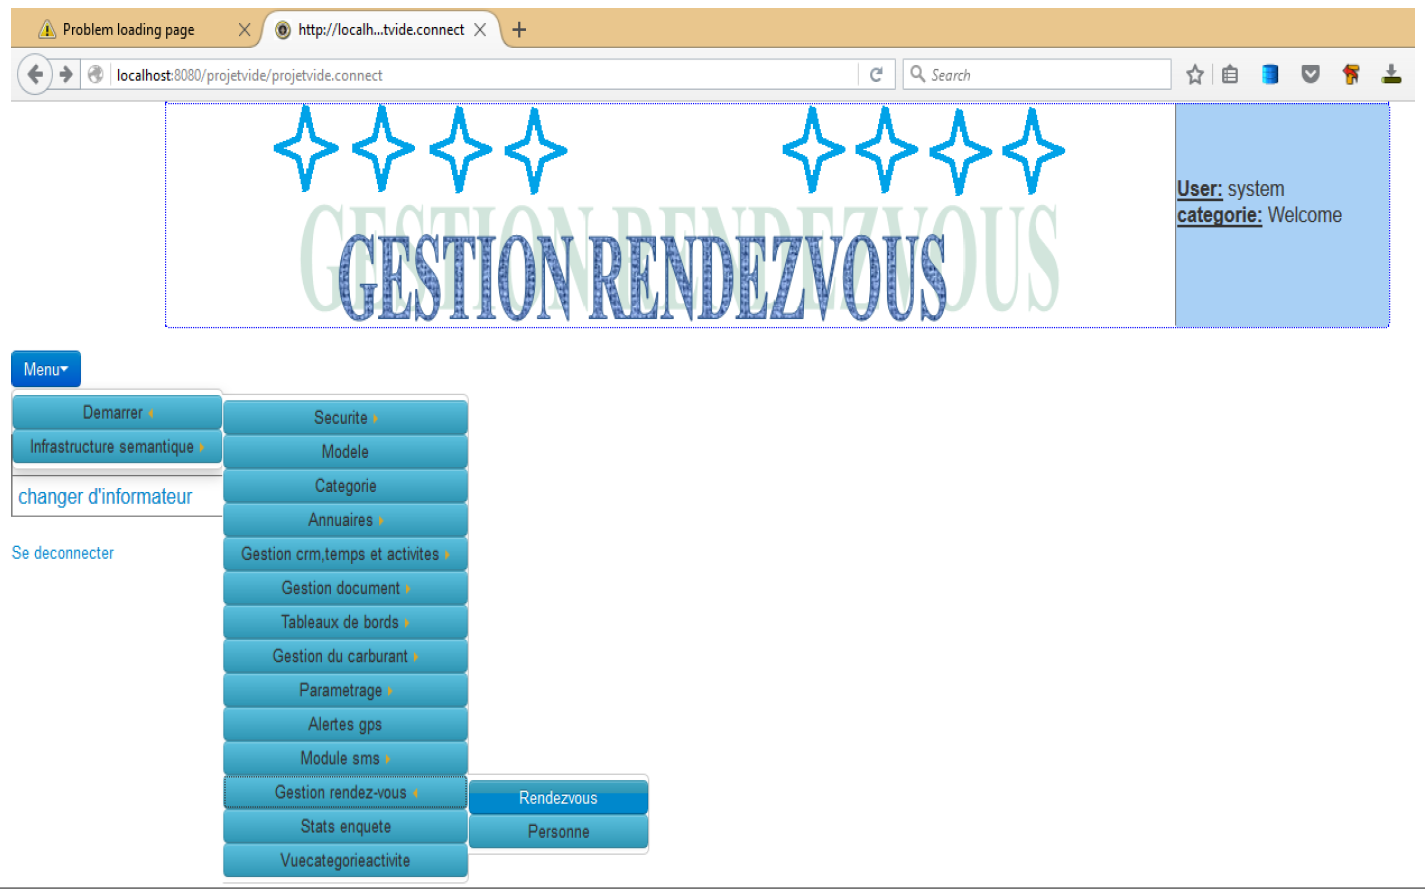 Problem loading page
http://localh...tvide.connect
localhost:8080/projetvide/projetvide.connect
Search
GESTION RENDEZVOUS
GESTION RENDEZVOUS
User: system
categorie: Welcome
Menu
Demarrer
Infrastructure semantique
changer d'informateur
Se deconnecter
Securite
Modele
Categorie
Annuaires
Gestion crm,temps et activites
Gestion document
Tableaux de bords
Gestion du carburant
Parametrage
Alertes gps
Module sms
Gestion rendez-vous
Stats enquete
Vuecategorieactivite
Rendezvous
Personne